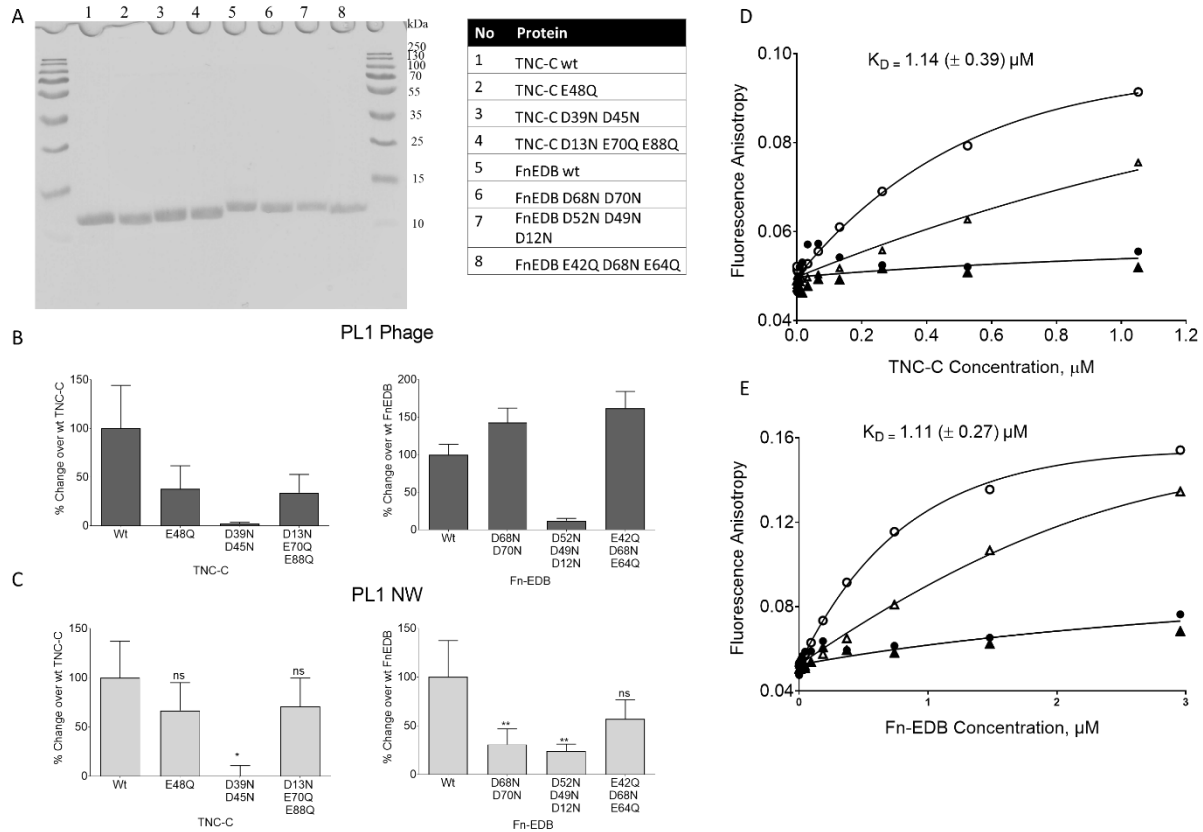 A
1 2 3 4 5 6 7 8
kDa
250
130
100
70
55
35
25
15
10
No Protein
1 TNC-C wt
2 TNC-C E48Q
3 TNC-C D39N D45N
4 TNC-C D13N E70Q E88Q
5 FnEDB wt
6 FnEDB D68N D70N
7 FnEDB D52N D49N
D12N
8 FnEDB E42Q D68N E64Q
B
PL1 Phage
% Change over wt TNC-C
150
100
50
0
Wt E48Q D39N D13N
D45N E70Q
E88Q
TNC-C
% Change over wt FnEDB
200
150
100
50
0
Wt D68N D52N E42Q
D70N D49N D68N
D12N E64Q
Fn-EDB
C
PL1 NW
% Change over wt TNC-C
150
100
50
0
ns * ns
Wt E48Q D39N D13N
D45N E70Q
E88Q
TNC-C
% Change over wt FnEDB
150
100
50
0
** ** ns
Wt D68N D52N E42Q
D70N D49N D68N
D12N E64Q
Fn-EDB
D
KD = 1.14 (± 0.39) µM
Fluorescence Anisotropy
0.10
0.08
0.06
0.04
0.0 0.2 0.4 0.6 0.8 1.0 1.2
TNC-C Concentration, µM
E
KD = 1.11 (± 0.27) µM
Fluorescence Anisotropy
0.16
0.12
0.08
0.04
0 1 2 3
Fn-EDB Concentration, µM